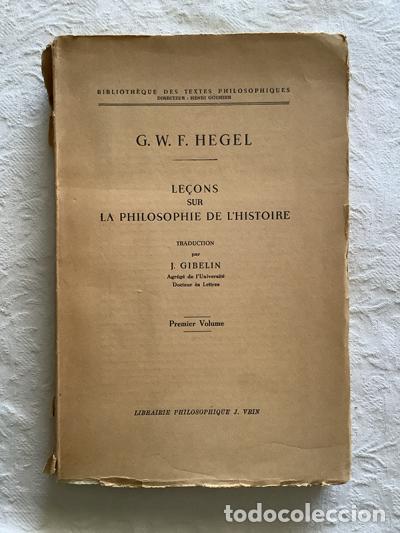 BIBLIOTHÈQUE DES TEXTES PHILOSOPHIQUES
DIRECTEUR : HENRI GOUHIER
G. W. F. HEGEL
LEÇONS
SUR
LA PHILOSOPHIE DE L'HISTOIRE
TRADUCTION
par
J. GIBELIN
Agrégé de l'Université
Docteur ès Lettres
Premier Volume
LIBRAIRIE PHILOSOPHIQUE J. VRIN
todocoleccion.net